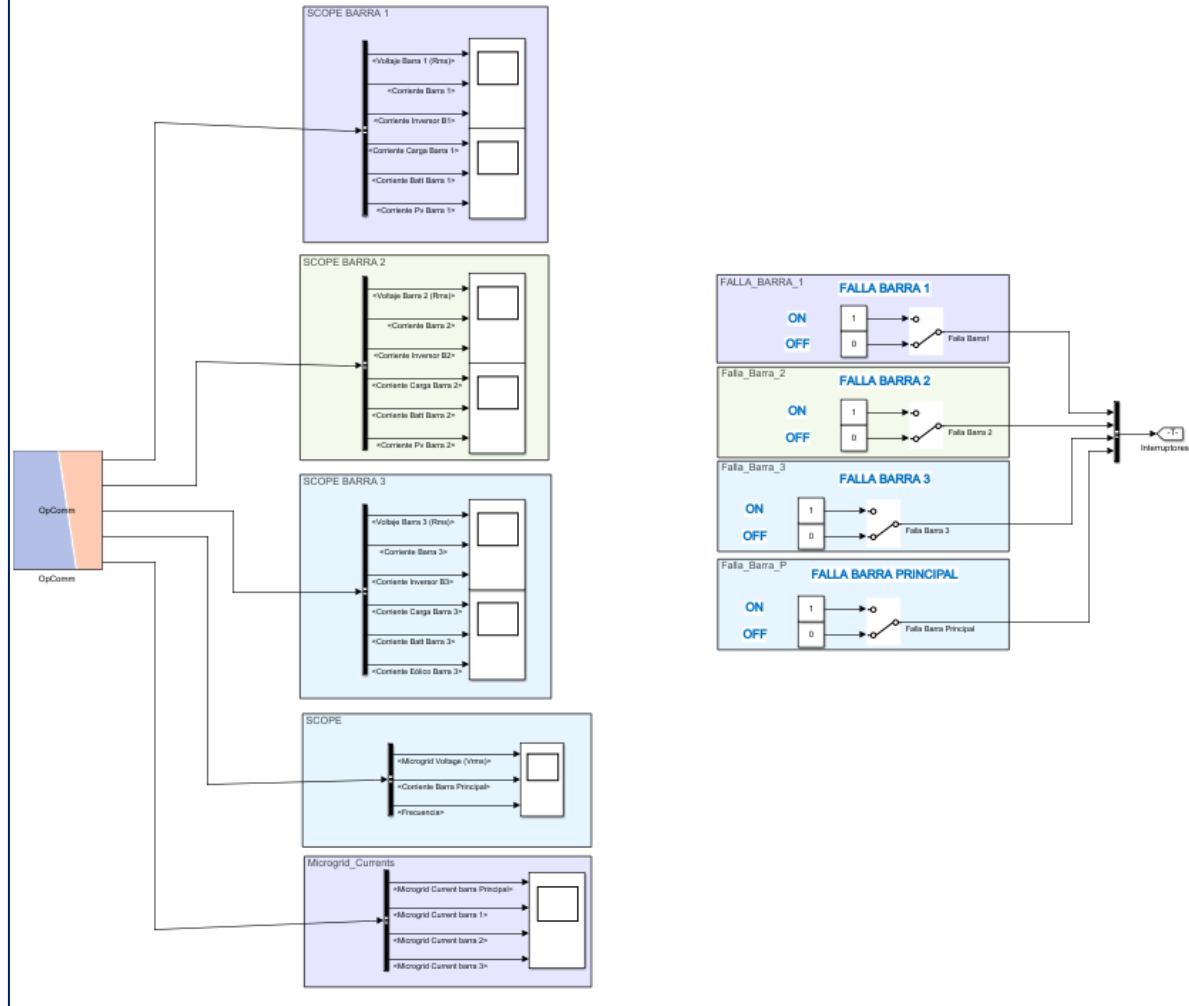 SCOPE BARRA 1
<Voltaje Barra 1 (Rms)>
<Corriente Barra 1>
<Corriente Inversor B1>
<Corriente Carga Barra 1>
<Corriente Batt Barra 1>
<Corriente Pv Barra 1>
SCOPE BARRA 2
<Voltaje Barra 2 (Rms)>
<Corriente Barra 2>
<Corriente Inversor B2>
<Corriente Carga Barra 2>
<Corriente Batt Barra 2>
<Corriente Pv Barra 2>
OpComm
OpComm
SCOPE BARRA 3
<Voltaje Barra 3 (Rms)>
<Corriente Barra 3>
<Corriente Inversor B3>
<Corriente Carga Barra 3>
<Corriente Batt Barra 3>
<Corriente Eólico Barra 3>
SCOPE
<Microgrid Voltage (Vrms)>
<Corriente Barra Principal>
<Frecuencia>
Microgrid_Currents
<Microgrid Current barra Principal>
<Microgrid Current barra 1>
<Microgrid Current barra 2>
<Microgrid Current barra 3>
FALLA_BARRA_1
FALLA BARRA 1
ON
1
OFF
0
Falla Barra1
Falla_Barra_2
FALLA BARRA 2
ON
1
OFF
0
Falla Barra 2
Falla_Barra_3
FALLA BARRA 3
ON
1
OFF
0
Falla Barra 3
Falla_Barra_P
FALLA BARRA PRINCIPAL
ON
1
OFF
0
Falla Barra Principal
-T-
Interruptores